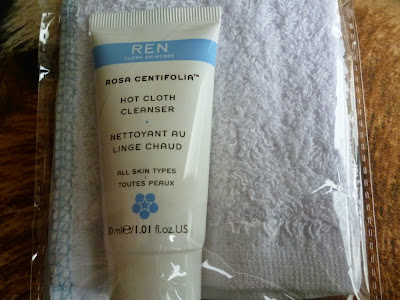 REN
CLEAN SKINCARE
ROSA CENTIFOLIA™
HOT CLOTH
CLEANSER
•
NETTOYANT AU
LINGE CHAUD
ALL SKIN TYPES
TOUTES PEAUX
30 ml e/1.01 fl.oz.US